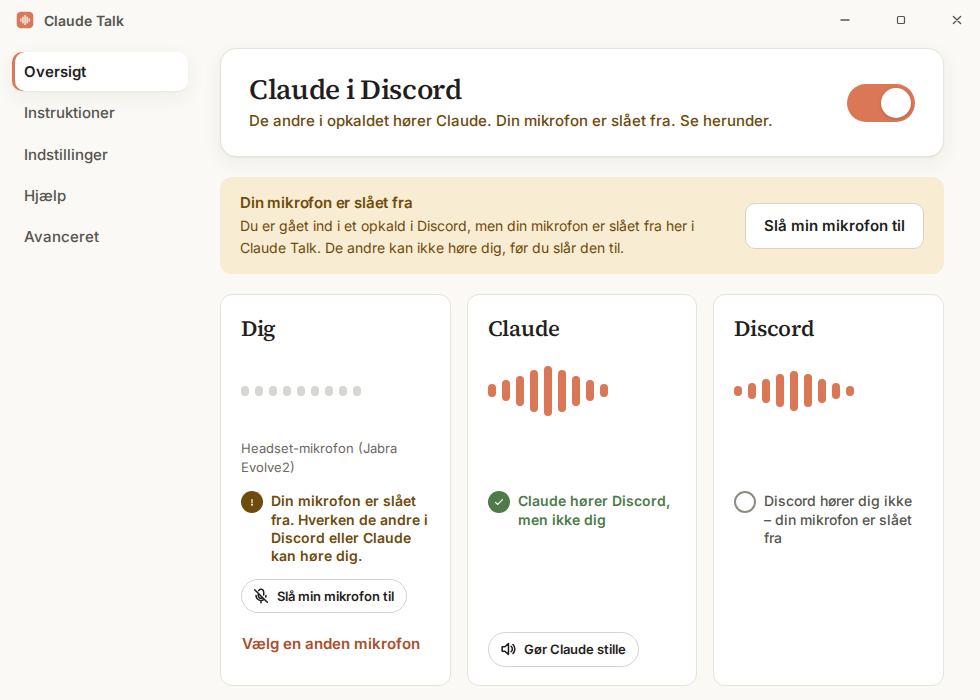 Claude Talk
Oversigt
Instruktioner
Indstillinger
Hjælp
Avanceret
Claude i Discord
De andre i opkaldet hører Claude. Din mikrofon er slået fra. Se herunder.
Din mikrofon er slået fra
Du er gået ind i et opkald i Discord, men din mikrofon er slået fra her i
Claude Talk. De andre kan ikke høre dig, før du slår den til.
Slå min mikrofon til
Dig
Headset-mikrofon (Jabra
Evolve2)
Din mikrofon er slået
fra. Hverken de andre i
Discord eller Claude
kan høre dig.
Slå min mikrofon til
Vælg en anden mikrofon
Claude
Claude hører Discord,
men ikke dig
Gør Claude stille
Discord
Discord hører dig ikke
– din mikrofon er slået
fra